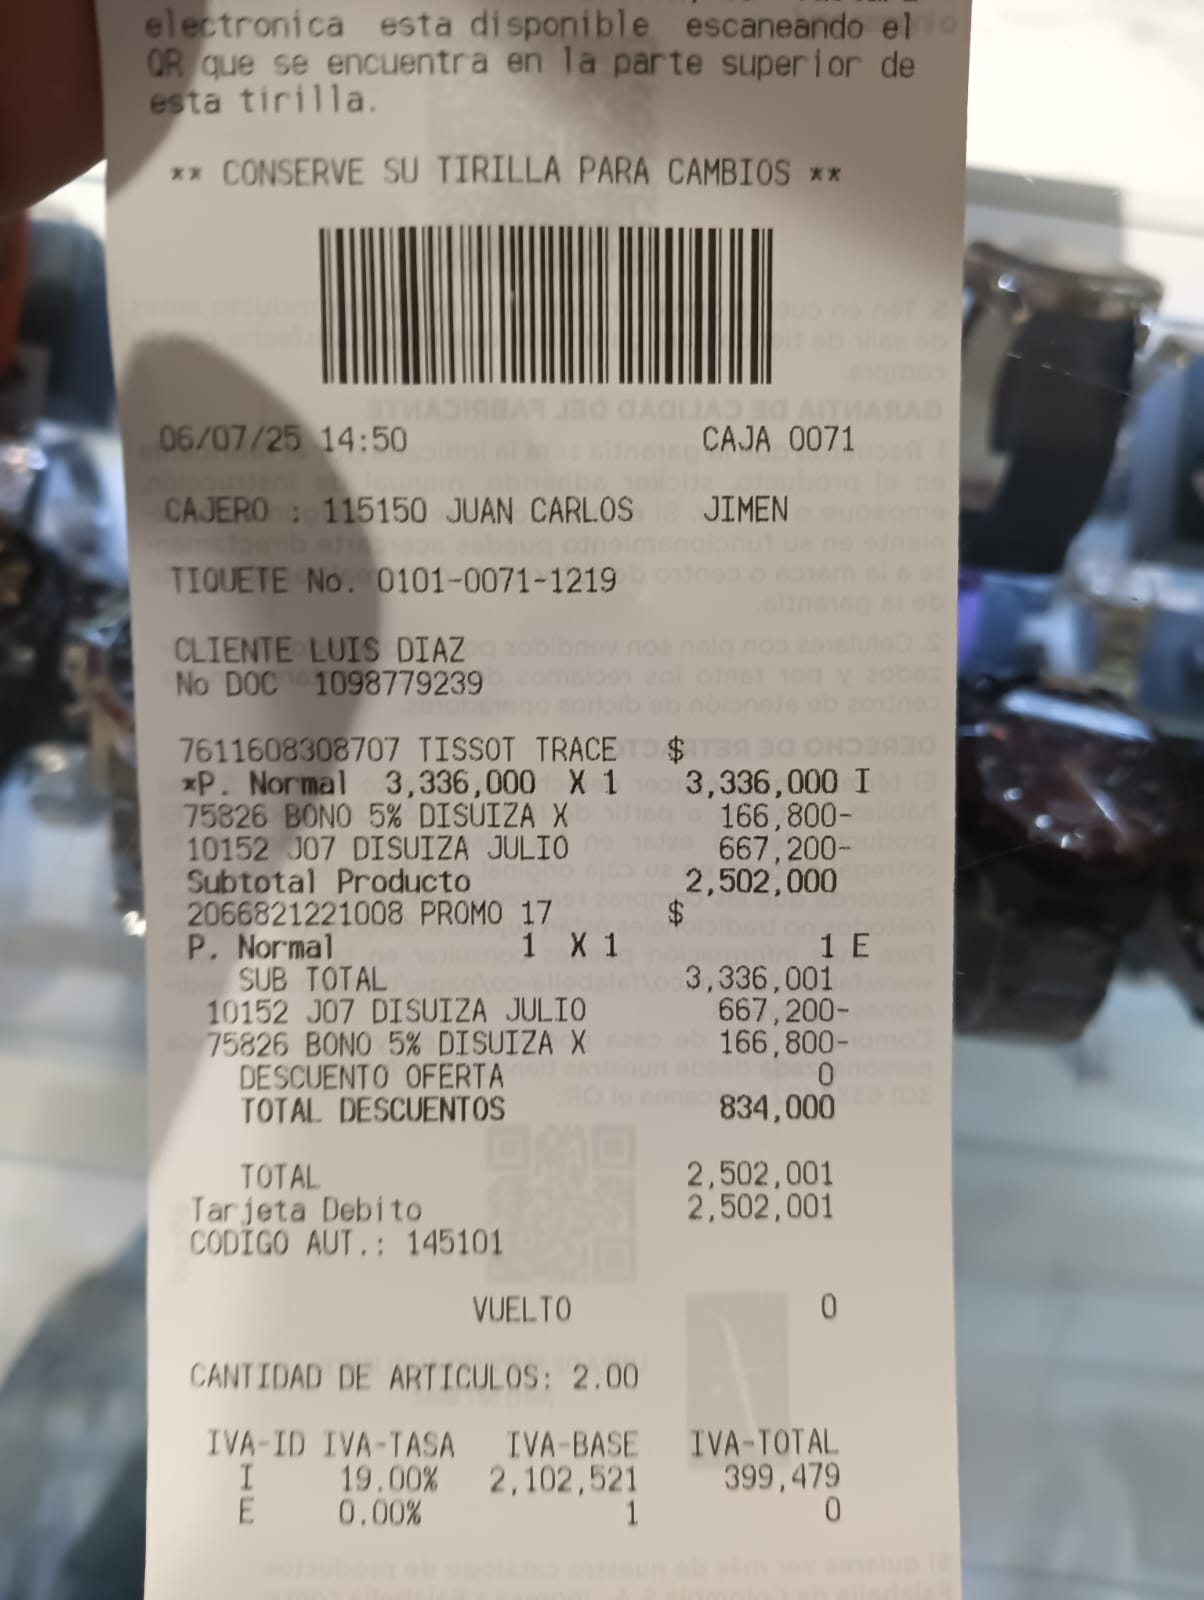 electronica esta disponible escaneando el
QR que se encuentra en la parte superior de
esta tirilla.
** CONSERVE SU TIRILLA PARA CAMBIOS **
06/07/25 14:50 CAJA 0071
CAJERO : 115150 JUAN CARLOS JIMEN
TIQUETE No. 0101-0071-1219
CLIENTE LUIS DIAZ
No DOC 1098779239
7611608308707 TISSOT TRACE $
*P. Normal 3,336,000 X 1 3,336,000 I
75826 BONO 5% DISUIZA X 166,800-
10152 J07 DISUIZA JULIO 667,200-
Subtotal Producto 2,502,000
2066821221008 PROMO 17 $
P. Normal 1 X 1 1 E
SUB TOTAL 3,336,001
10152 J07 DISUIZA JULIO 667,200-
75826 BONO 5% DISUIZA X 166,800-
DESCUENTO OFERTA 0
TOTAL DESCUENTOS 834,000
TOTAL 2,502,001
Tarjeta Debito 2,502,001
CODIGO AUT.: 145101
VUELTO 0
CANTIDAD DE ARTICULOS: 2.00
IVA-ID IVA-TASA IVA-BASE IVA-TOTAL
I 19.00% 2,102,521 399,479
E 0.00% 1 0